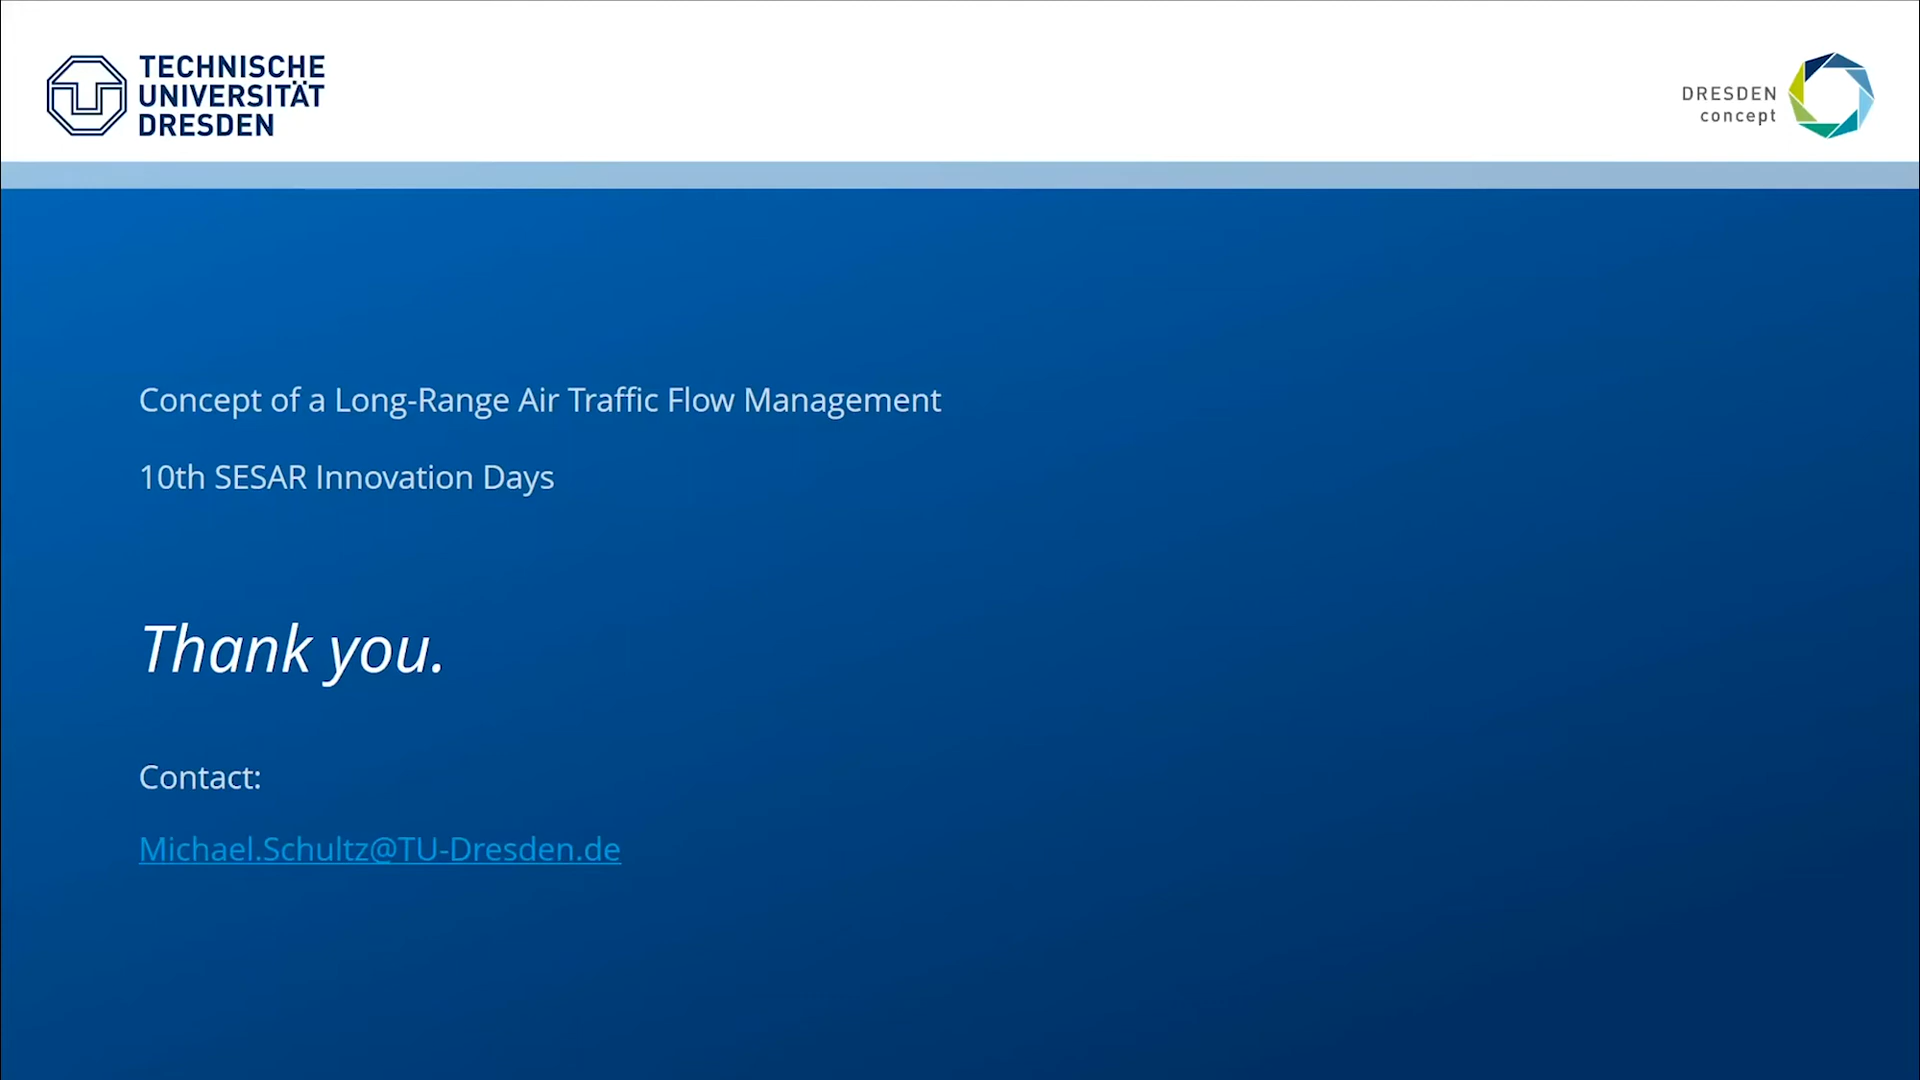 TECHNISCHE
UNIVERSITÄT
DRESDEN
DRESDEN
concept
Concept of a Long-Range Air Traffic Flow Management
10th SESAR Innovation Days
Thank you.
Contact:
Michael.Schultz@TU-Dresden.de